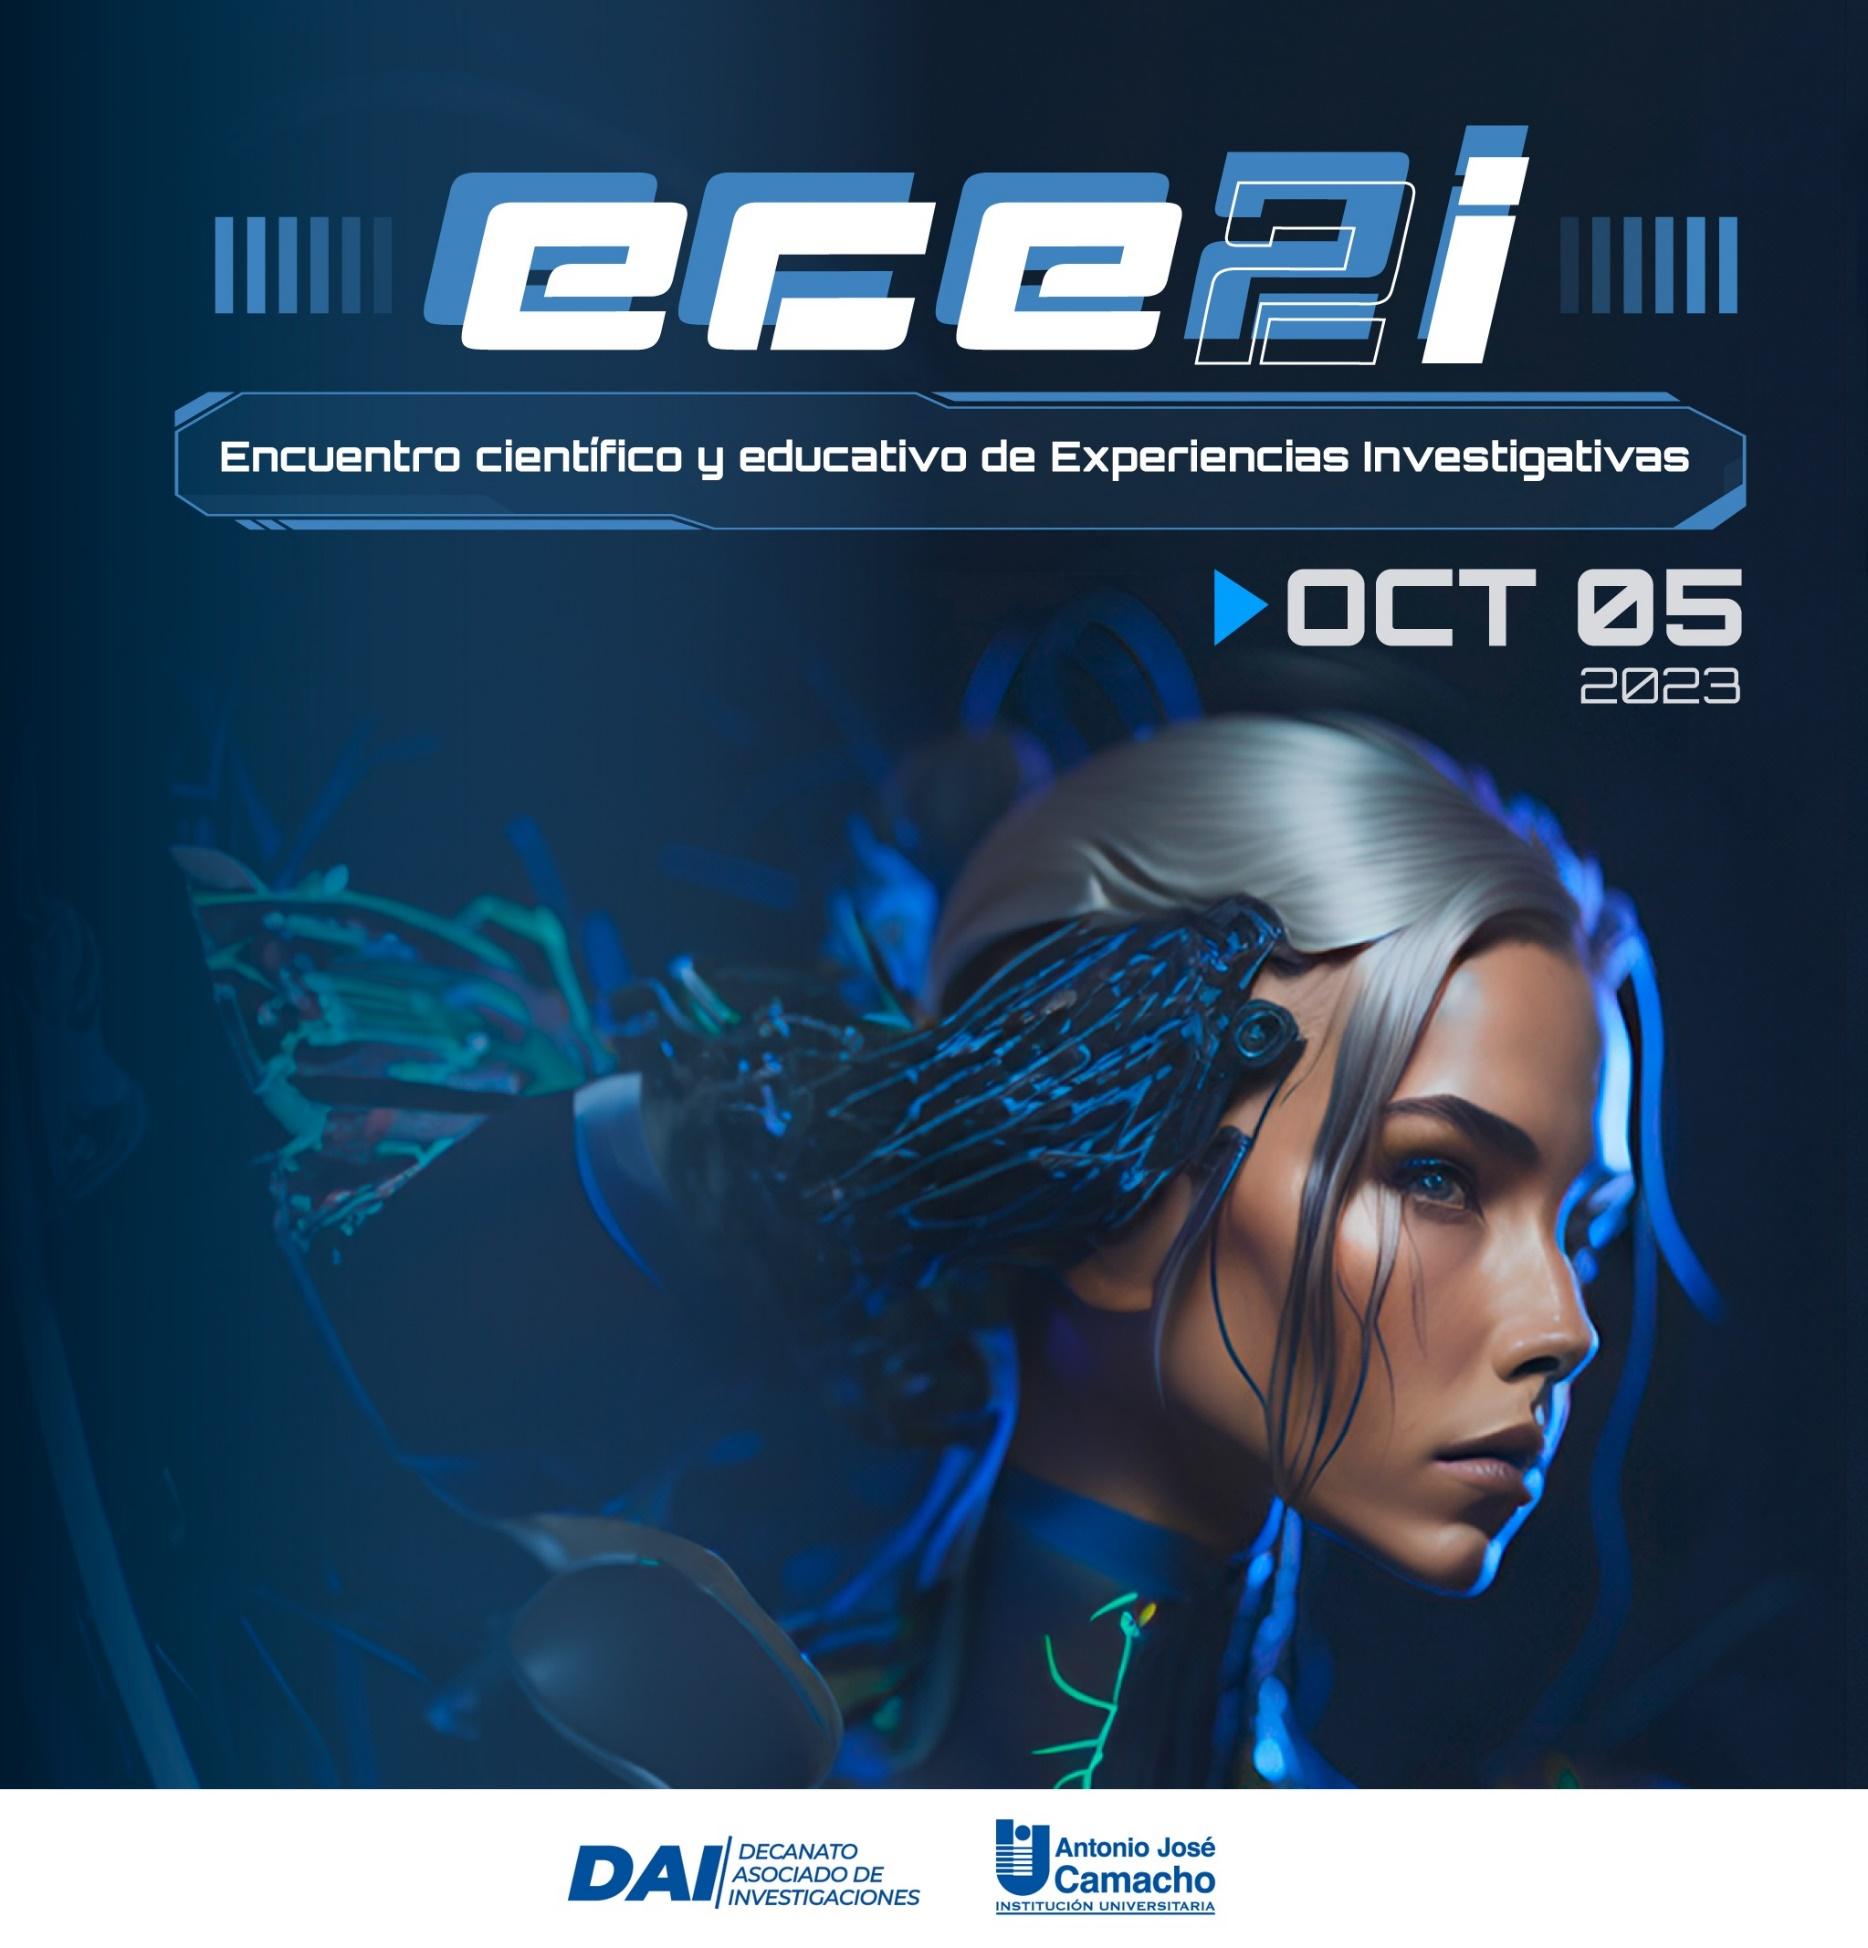 ece2i
Encuentro científico y educativo de Experiencias Investigativas
OCT 05
2023
DAI
DECANATO
ASOCIADO DE
INVESTIGACIONES
Antonio José
Camacho
INSTITUCIÓN UNIVERSITARIA